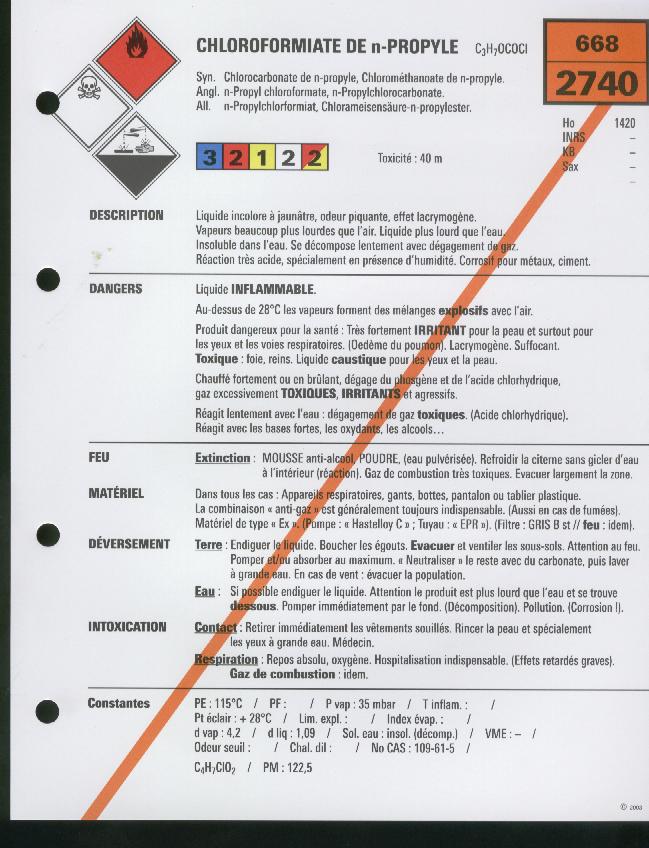 CHLOROFORMIATE DE n-PROPYLE C₃H₇OCOCl
668
2740
Syn. Chlorocarbonate de n-propyle, Chlorométhanoate de n-propyle.
Angl. n-Propyl chloroformate, n-Propylchlorocarbonate.
All. n-Propylchlorformiat, Chlorameisensäure-n-propylester.
Ho 1420
INRS –
KB –
Sax –
–
3 2 1 2 2 Toxicité : 40 m
DESCRIPTION Liquide incolore à jaunâtre, odeur piquante, effet lacrymogène.
Vapeurs beaucoup plus lourdes que l'air. Liquide plus lourd que l'eau.
Insoluble dans l'eau. Se décompose lentement avec dégagement de gaz.
Réaction très acide, spécialement en présence d'humidité. Corrosif pour métaux, ciment.
DANGERS Liquide INFLAMMABLE.
Au-dessus de 28°C les vapeurs forment des mélanges explosifs avec l'air.
Produit dangereux pour la santé : Très fortement IRRITANT pour la peau et surtout pour
les yeux et les voies respiratoires. (Oedème du poumon). Lacrymogène. Suffocant.
Toxique : foie, reins. Liquide caustique pour les yeux et la peau.
Chauffé fortement ou en brûlant, dégage du phosgène et de l'acide chlorhydrique,
gaz excessivement TOXIQUES, IRRITANTS et agressifs.
Réagit lentement avec l'eau : dégagement de gaz toxiques. (Acide chlorhydrique).
Réagit avec les bases fortes, les oxydants, les alcools…
FEU Extinction : MOUSSE anti-alcool, POUDRE, (eau pulvérisée). Refroidir la citerne sans gicler d'eau
à l'intérieur (réaction). Gaz de combustion très toxiques. Evacuer largement la zone.
MATÉRIEL Dans tous les cas : Appareils respiratoires, gants, bottes, pantalon ou tablier plastique.
La combinaison « anti-gaz » est généralement toujours indispensable. (Aussi en cas de fumées).
Matériel de type « Ex ». (Pompe : « Hastelloy C » ; Tuyau : « EPR »). (Filtre : GRIS B st // feu : idem).
DÉVERSEMENT Terre : Endiguer le liquide. Boucher les égouts. Evacuer et ventiler les sous-sols. Attention au feu.
Pomper et/ou absorber au maximum. « Neutraliser » le reste avec du carbonate, puis laver
à grande eau. En cas de vent : évacuer la population.
Eau : Si possible endiguer le liquide. Attention le produit est plus lourd que l'eau et se trouve
dessous. Pomper immédiatement par le fond. (Décomposition). Pollution. (Corrosion !).
INTOXICATION Contact : Retirer immédiatement les vêtements souillés. Rincer la peau et spécialement
les yeux à grande eau. Médecin.
Respiration : Repos absolu, oxygène. Hospitalisation indispensable. (Effets retardés graves).
Gaz de combustion : idem.
Constantes PE : 115°C / PF : / P vap : 35 mbar / T inflam. : /
Pt éclair : + 28°C / Lim. expl. : / Index évap. : /
d vap : 4,2 / d liq : 1,09 / Sol. eau : insol. (décomp.) / VME : – /
Odeur seuil : / Chal. dil : / No CAS : 109-61-5 /
C₄H₇ClO₂ / PM : 122,5
© 2003